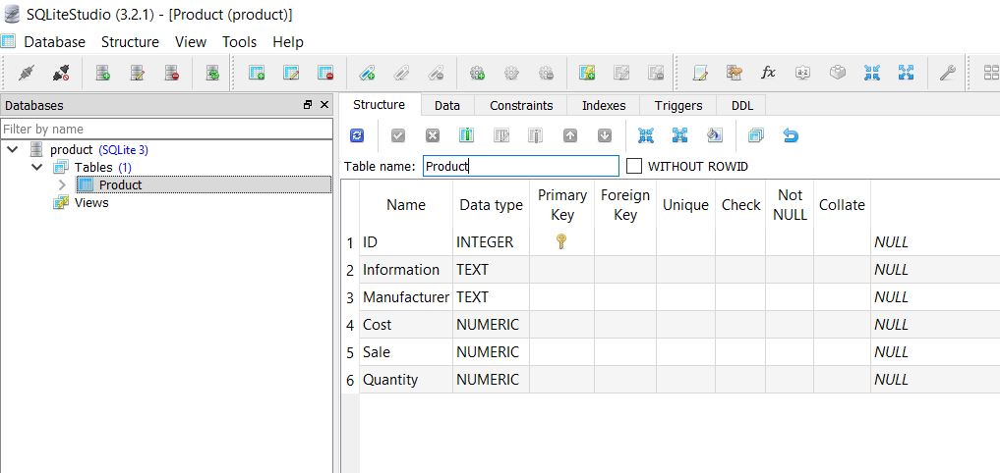 SQLiteStudio (3.2.1) - [Product (product)]
Database Structure View Tools Help
fx a-z
Databases
Filter by name
product (SQLite 3)
Tables (1)
Product
Views
Structure Data Constraints Indexes Triggers DDL
Table name: Product WITHOUT ROWID
Name Data type Primary Key Foreign Key Unique Check Not NULL Collate
1 ID INTEGER NULL
2 Information TEXT NULL
3 Manufacturer TEXT NULL
4 Cost NUMERIC NULL
5 Sale NUMERIC NULL
6 Quantity NUMERIC NULL